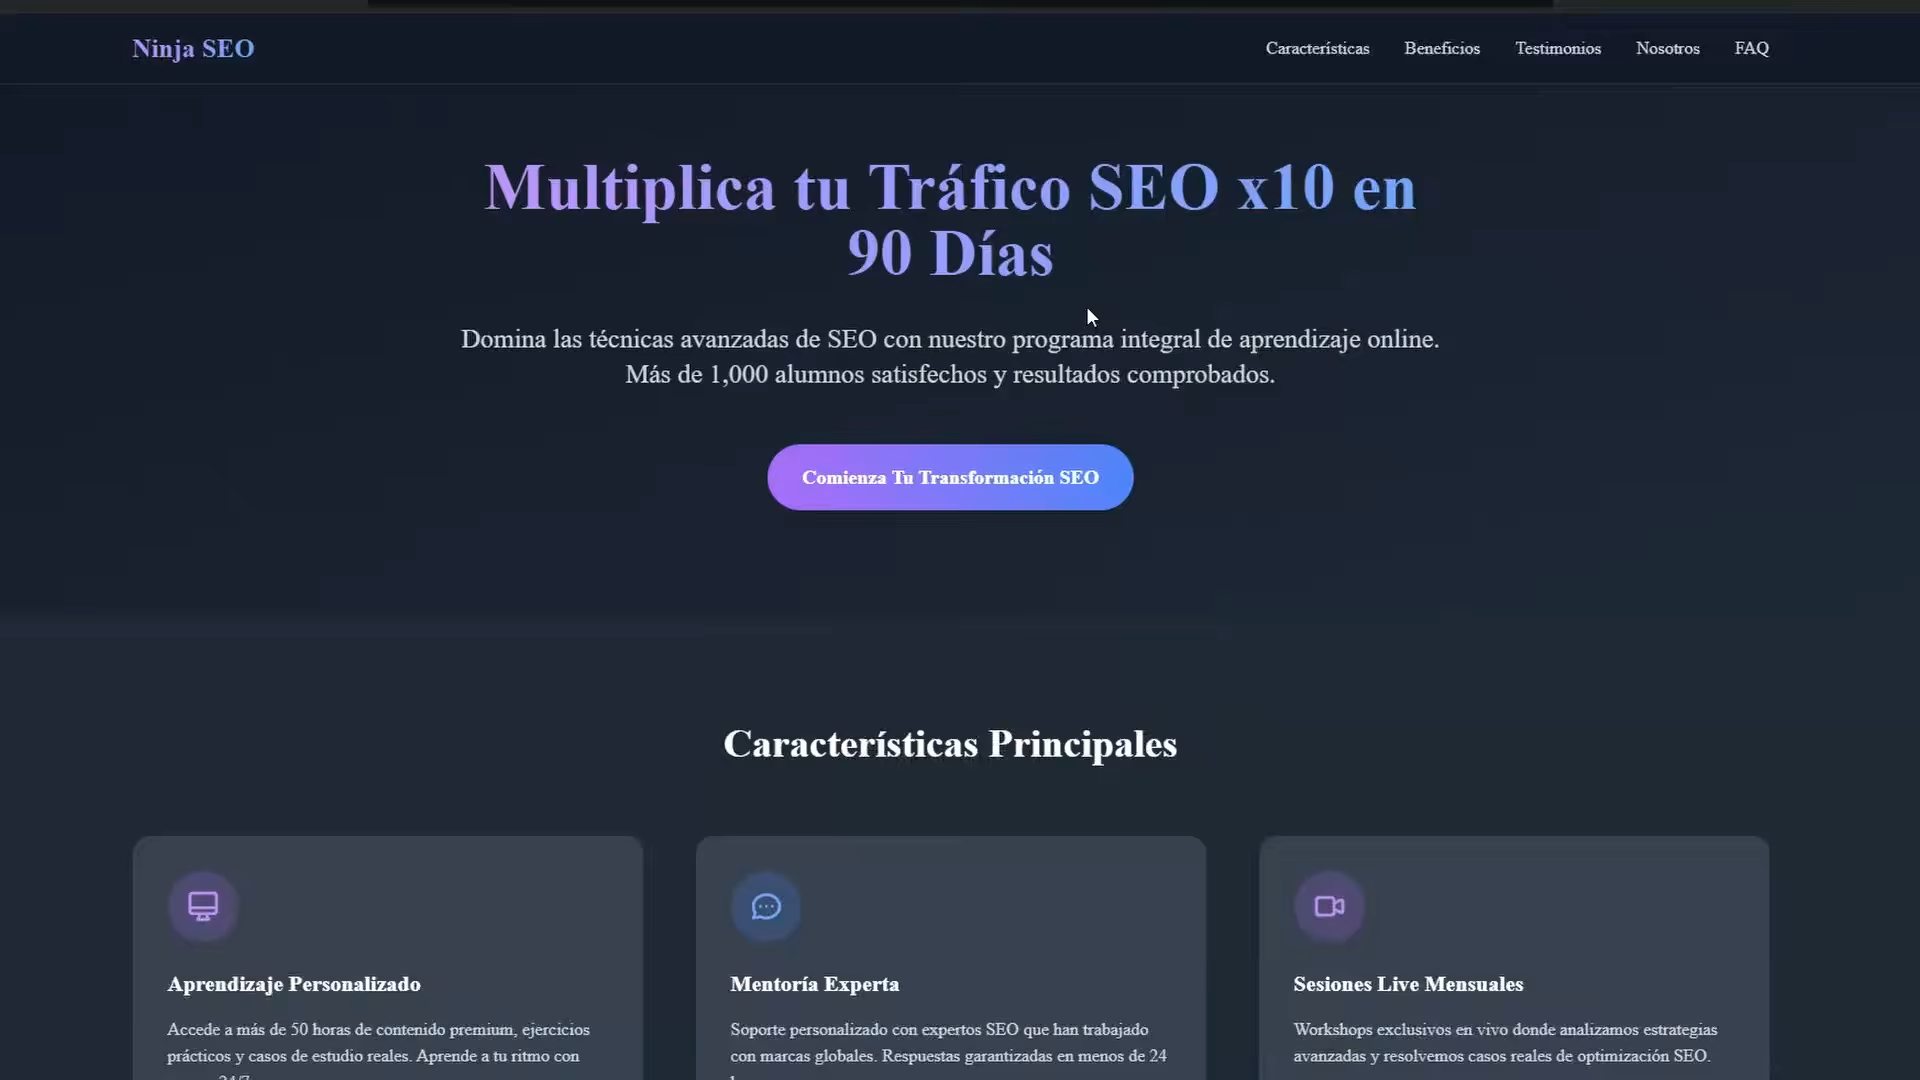 Ninja SEO
Características
Beneficios
Testimonios
Nosotros
FAQ
Multiplica tu Tráfico SEO x10 en
90 Días
Domina las técnicas avanzadas de SEO con nuestro programa integral de aprendizaje online.
Más de 1,000 alumnos satisfechos y resultados comprobados.
Comienza Tu Transformación SEO
Características Principales
Aprendizaje Personalizado
Accede a más de 50 horas de contenido premium, ejercicios
prácticos y casos de estudio reales. Aprende a tu ritmo con
Mentoría Experta
Soporte personalizado con expertos SEO que han trabajado
con marcas globales. Respuestas garantizadas en menos de 24
Sesiones Live Mensuales
Workshops exclusivos en vivo donde analizamos estrategias
avanzadas y resolvemos casos reales de optimización SEO.